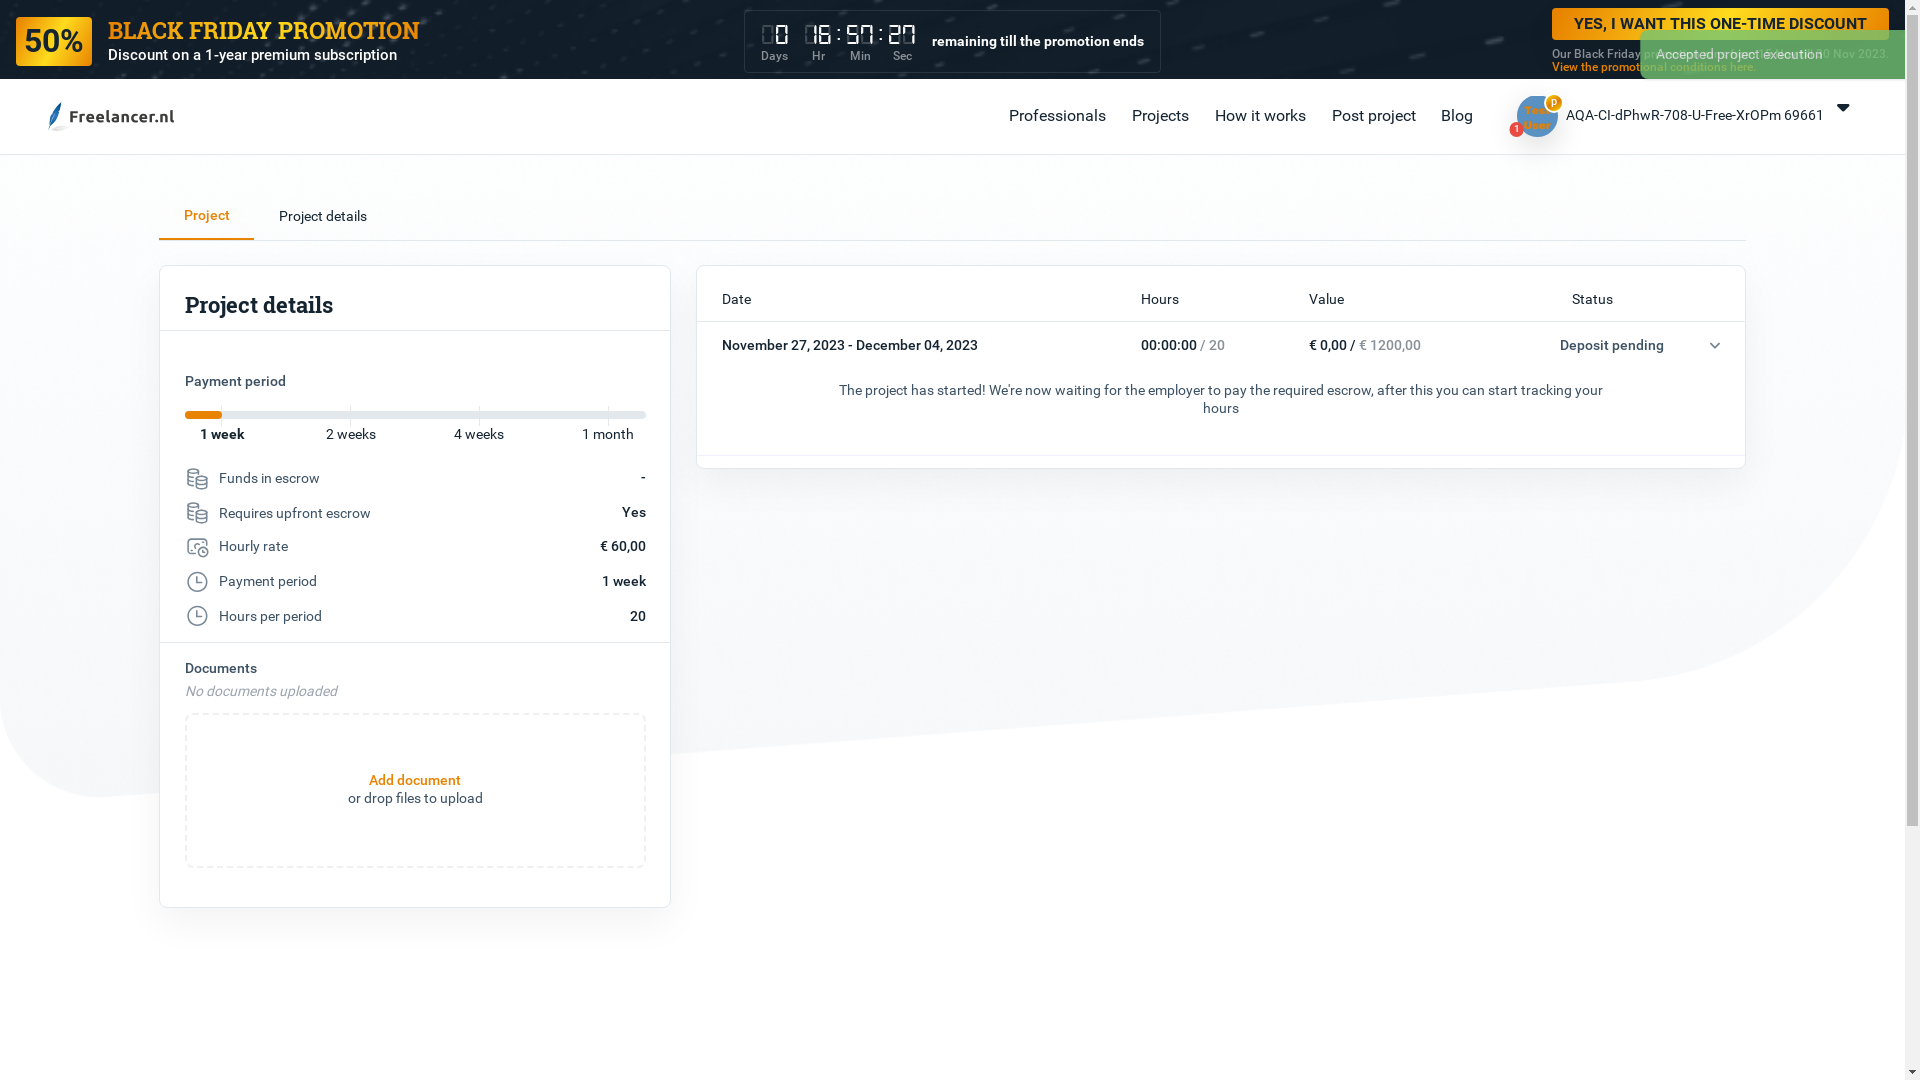 50%
BLACK FRIDAY PROMOTION
Discount on a 1-year premium subscription
0 16 : 57 : 27
Days Hr Min Sec
remaining till the promotion ends
YES, I WANT THIS ONE-TIME DISCOUNT
Our Black Friday
30 Nov 2023.
View the promotional conditions here.
Accepted project execution
Freelancer.nl
Professionals
Projects
How it works
Post project
Blog
Test
User
P
1
AQA-CI-dPhwR-708-U-Free-XrOPm 69661
Project
Project details
Project details
Payment period
1 week 2 weeks 4 weeks 1 month
Funds in escrow -
Requires upfront escrow Yes
Hourly rate € 60,00
Payment period 1 week
Hours per period 20
Documents
No documents uploaded
Add document
or drop files to upload
Date Hours Value Status
November 27, 2023 - December 04, 2023 00:00:00 / 20 € 0,00 / € 1200,00 Deposit pending
The project has started! We're now waiting for the employer to pay the required escrow, after this you can start tracking your
hours